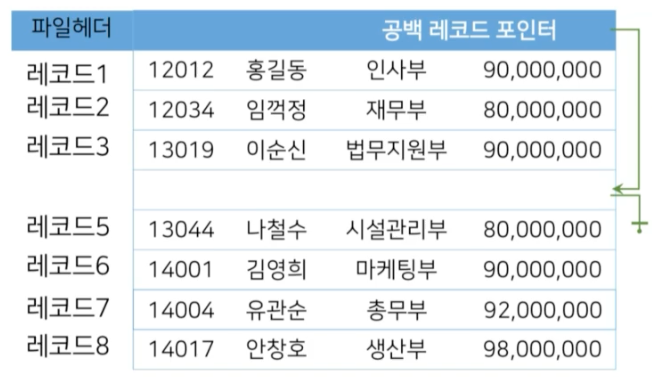 파일헤더 공백 레코드 포인터
레코드1 12012 홍길동 인사부 90,000,000
레코드2 12034 임꺽정 재무부 80,000,000
레코드3 13019 이순신 법무지원부 90,000,000
레코드5 13044 나철수 시설관리부 80,000,000
레코드6 14001 김영희 마케팅부 90,000,000
레코드7 14004 유관순 총무부 92,000,000
레코드8 14017 안창호 생산부 98,000,000